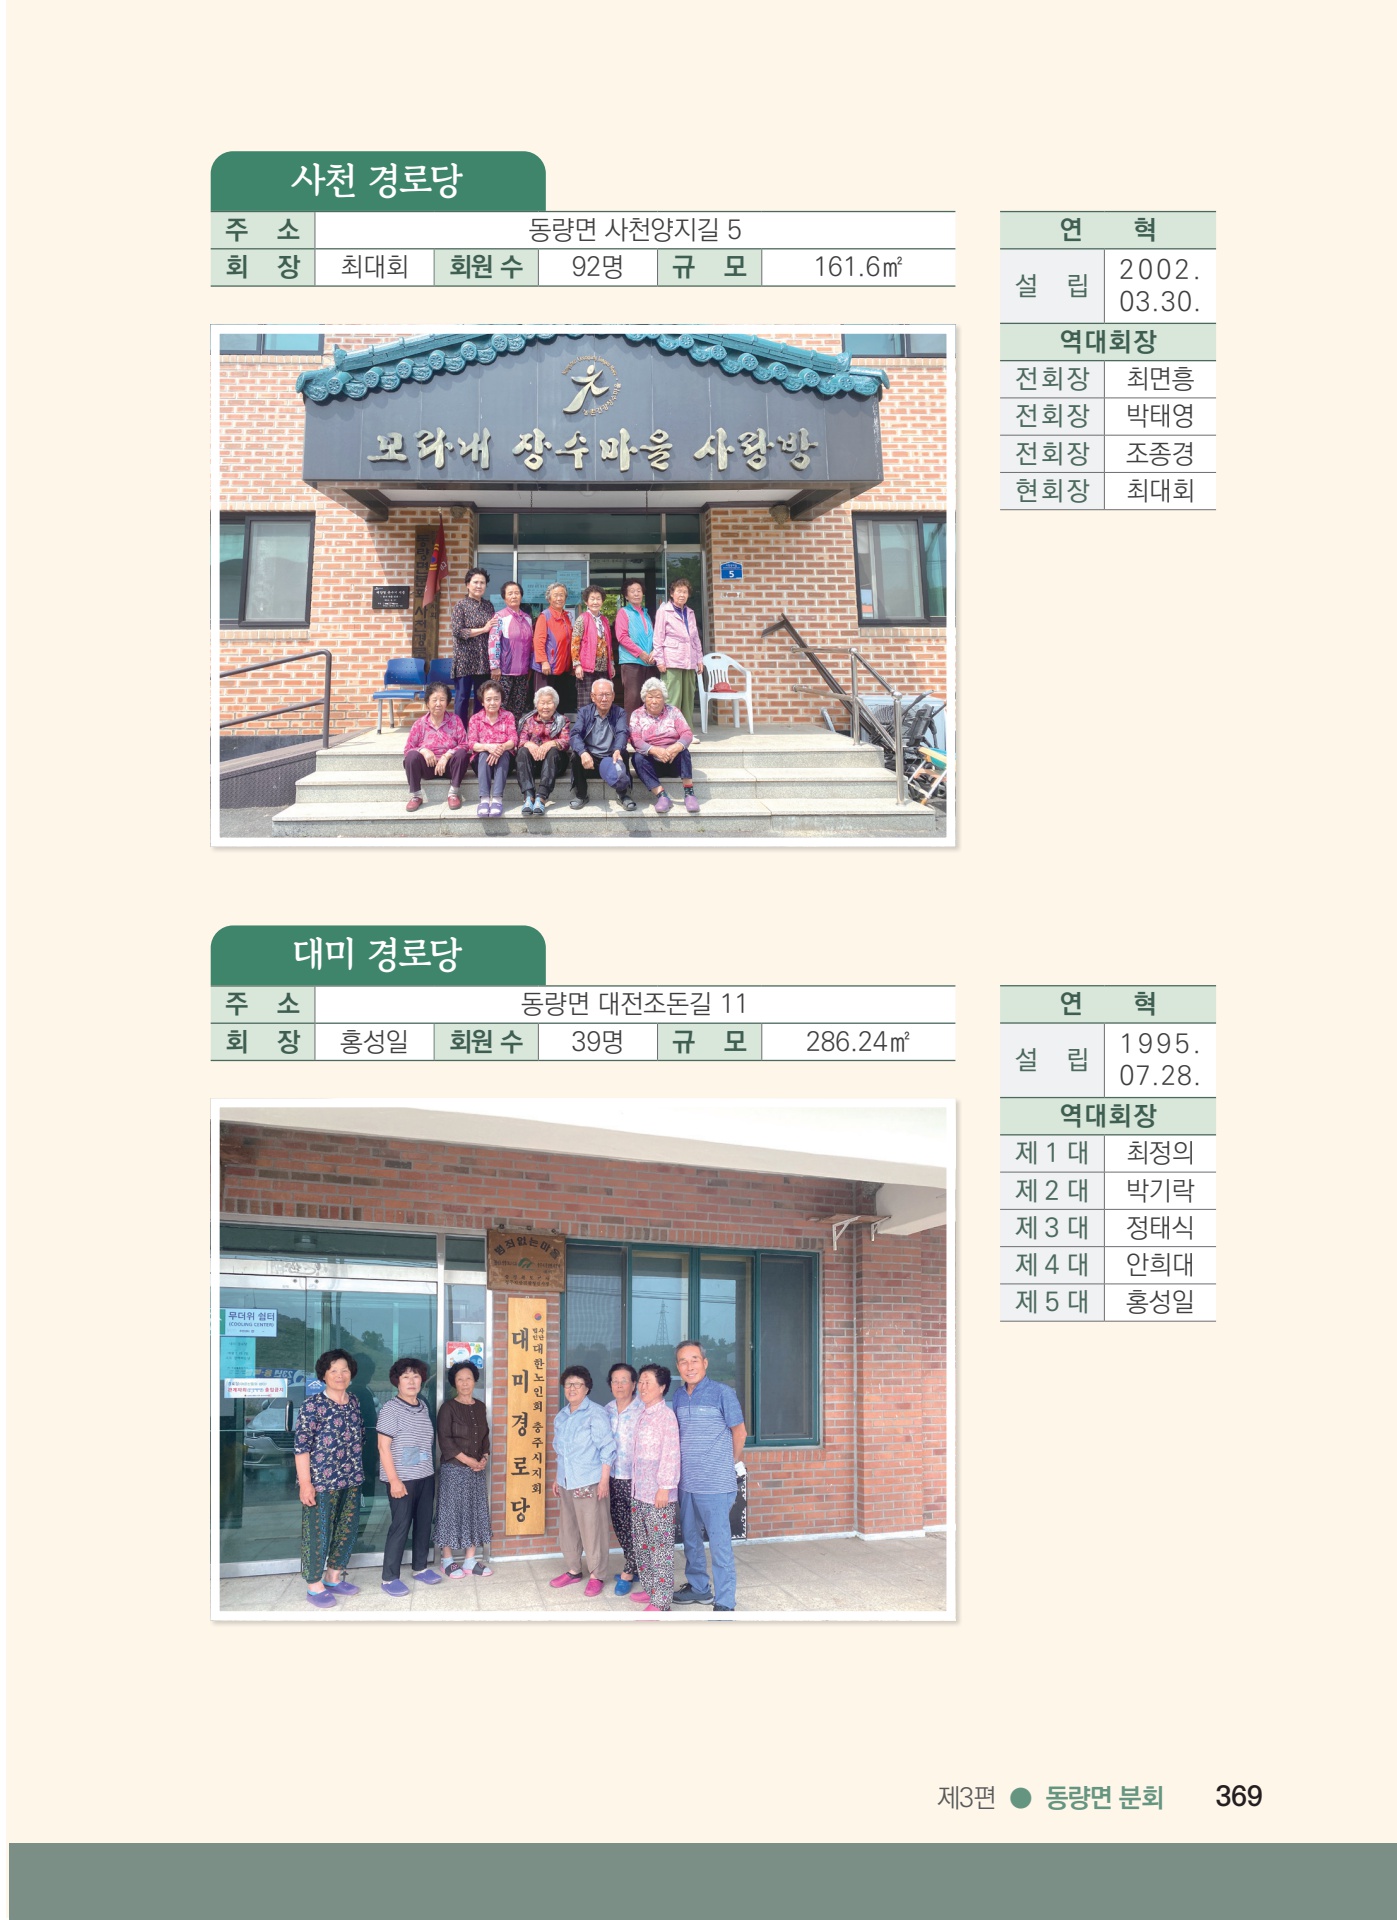 사천 경로당
주 소 동량면 사천양지길 5
회 장 최대회 회원 수 92명 규 모 161.6㎡
연 혁
설 립 2002. 03.30.
역대회장
전회장 최면흥
전회장 박태영
전회장 조종경
현회장 최대회
모라내 장수마을 사랑방
5
대미 경로당
주 소 동량면 대전조돈길 11
회 장 홍성일 회원 수 39명 규 모 286.24㎡
연 혁
설 립 1995. 07.28.
역대회장
제 1 대 최정의
제 2 대 박기락
제 3 대 정태식
제 4 대 안희대
제 5 대 홍성일
범죄없는마을
무더위 쉼터
(COOLING CENTER)
사단법인 대한노인회 충주시지회
대미경로당
제3편 ● 동량면 분회 369